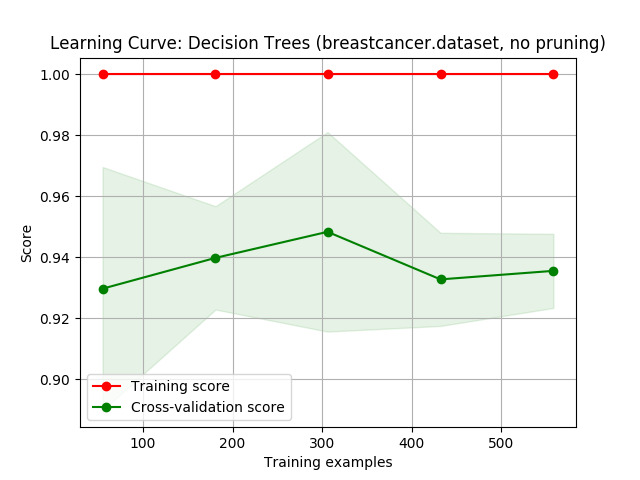 Learning Curve: Decision Trees (breastcancer.dataset, no pruning)
1.00
0.98
0.96
0.94
0.92
0.90
Score
Training score
Cross-validation score
100 200 300 400 500
Training examples